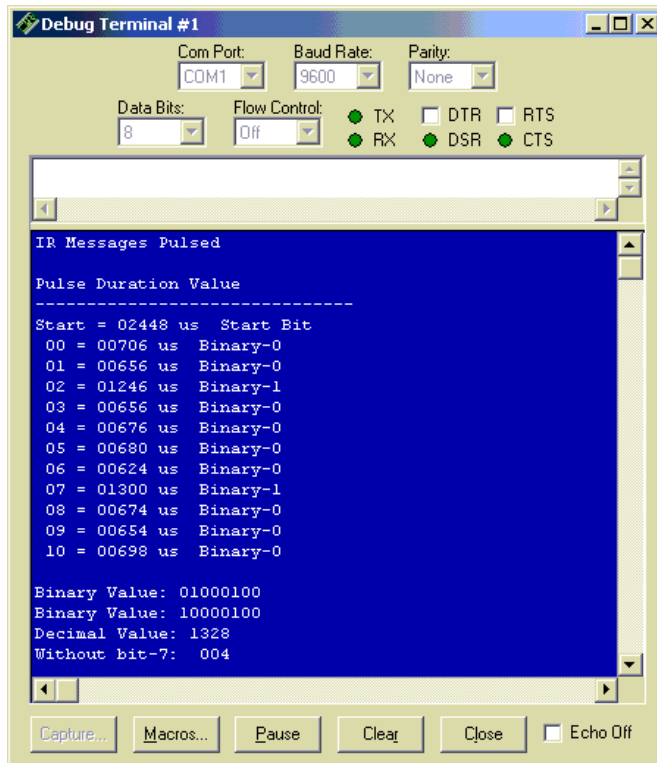 Debug Terminal #1
Com Port: Baud Rate: Parity:
COM1 9600 None
Data Bits: Flow Control: TX DTR RTS
8 Off RX DSR CTS
IR Messages Pulsed
Pulse Duration Value
-------------------------------
Start = 02448 us  Start Bit
00 = 00706 us  Binary-0
01 = 00656 us  Binary-0
02 = 01246 us  Binary-1
03 = 00656 us  Binary-0
04 = 00676 us  Binary-0
05 = 00680 us  Binary-0
06 = 00624 us  Binary-0
07 = 01300 us  Binary-1
08 = 00674 us  Binary-0
09 = 00654 us  Binary-0
10 = 00698 us  Binary-0
Binary Value: 01000100
Binary Value: 10000100
Decimal Value: 1328
Without bit-7:  004
Capture... Macros... Pause Clear Close Echo Off